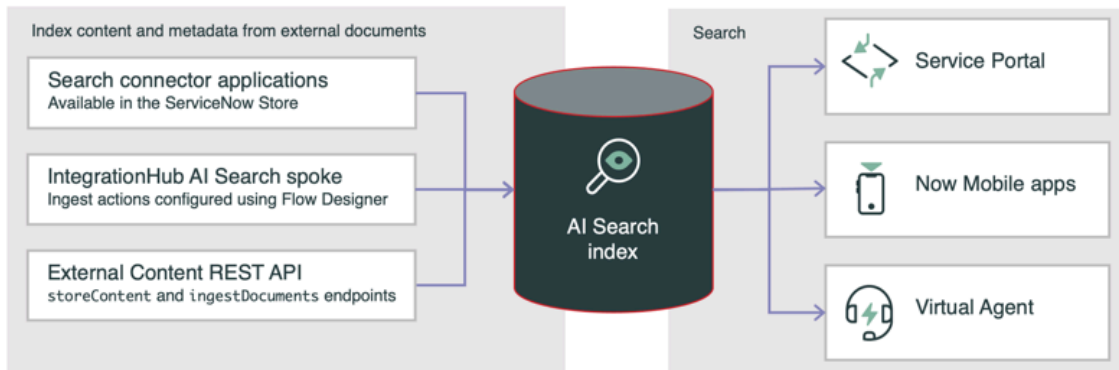 Index content and metadata from external documents
Search connector applications
Available in the ServiceNow Store
IntegrationHub AI Search spoke
Ingest actions configured using Flow Designer
External Content REST API
storeContent and ingestDocuments endpoints
AI Search
index
Search
Service Portal
Now Mobile apps
Virtual Agent